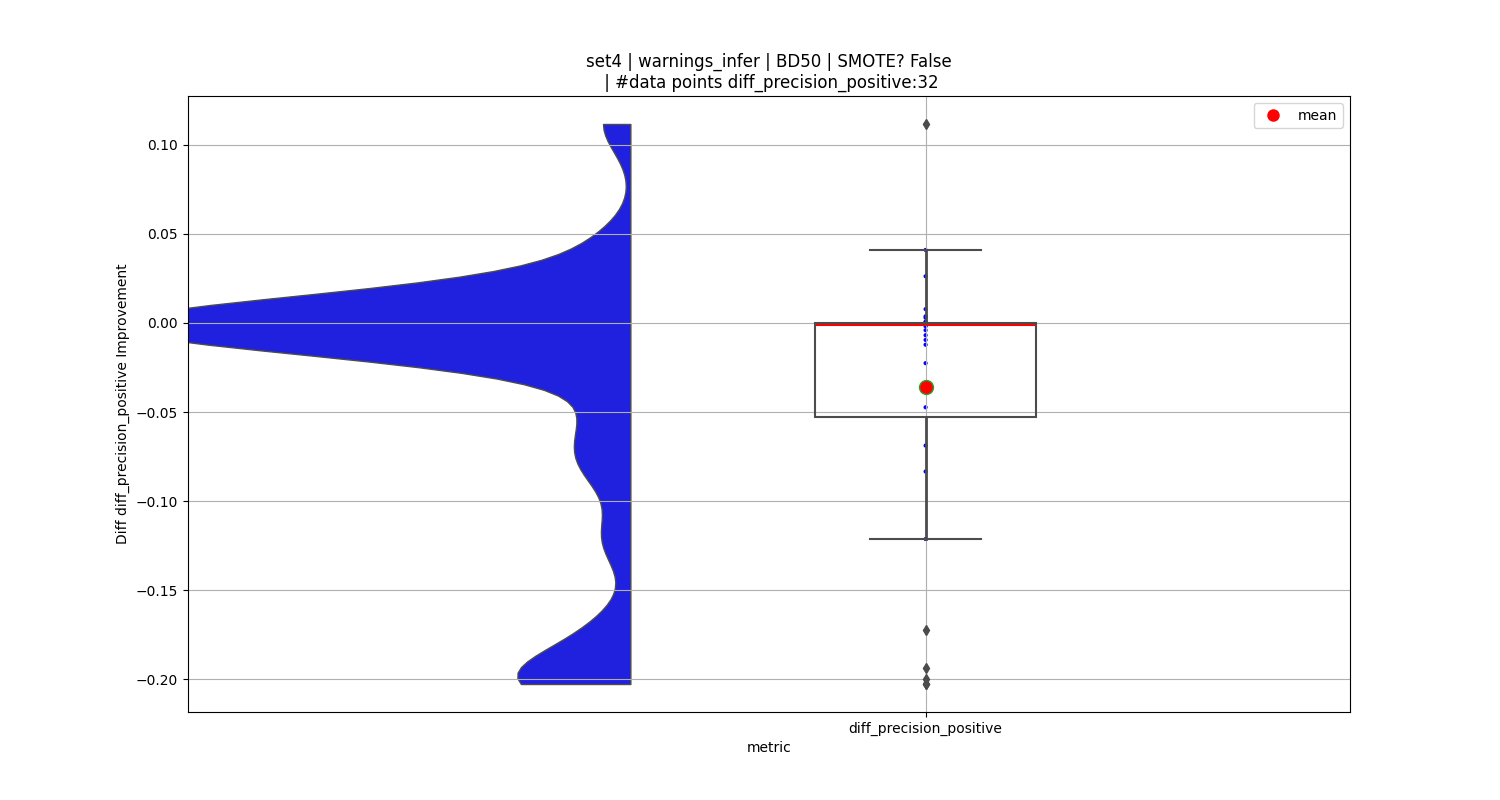 set4 | warnings_infer | BD50 | SMOTE? False
| #data points diff_precision_positive:32
mean
0.10
0.05
0.00
−0.05
−0.10
−0.15
−0.20
Diff diff_precision_positive Improvement
diff_precision_positive
metric